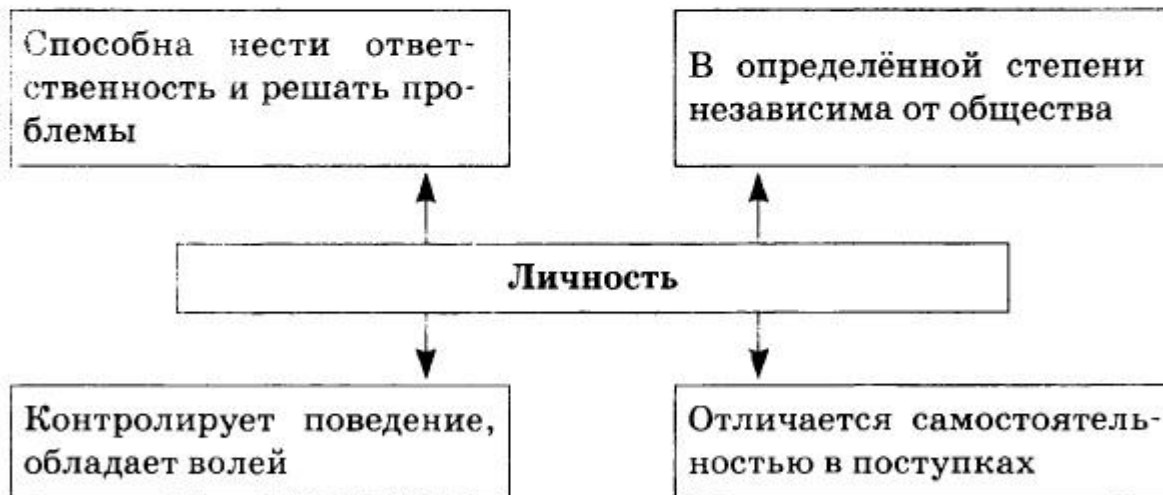 Способна нести ответ-
ственность и решать про-
блемы
В определённой степени
независима от общества
Личность
Контролирует поведение,
обладает волей
Отличается самостоятель-
ностью в поступках